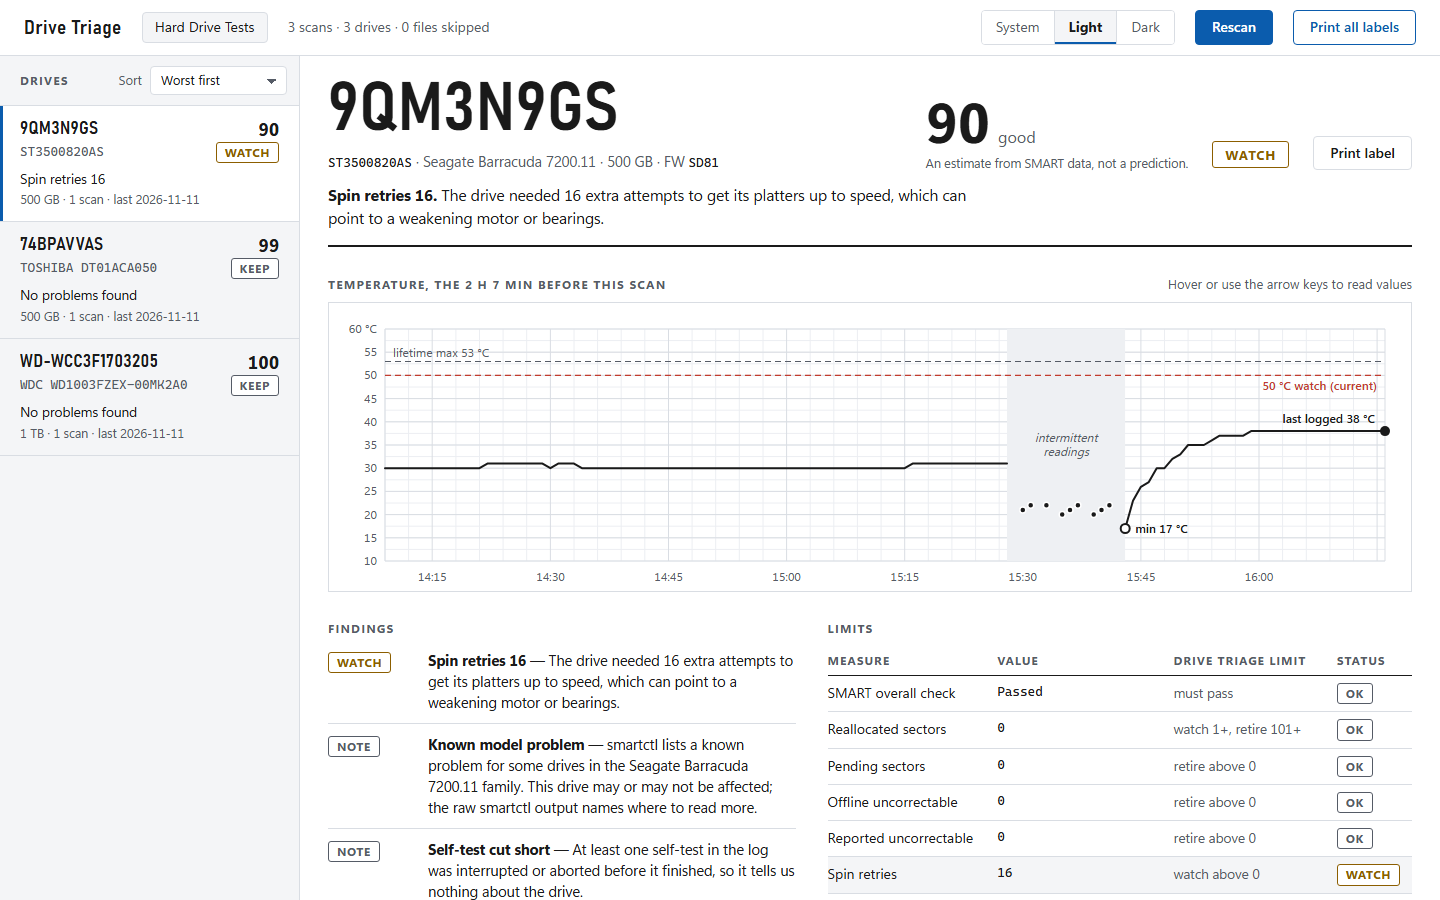 Drive Triage
Hard Drive Tests
3 scans · 3 drives · 0 files skipped
System
Light
Dark
Rescan
Print all labels
DRIVES
Sort
Worst first
9QM3N9GS
90
ST3500820AS
WATCH
Spin retries 16
500 GB · 1 scan · last 2026-11-11
74BPAVVAS
99
TOSHIBA DT01ACA050
KEEP
No problems found
500 GB · 1 scan · last 2026-11-11
WD-WCC3F1703205
100
WDC WD1003FZEX-00MK2A0
KEEP
No problems found
1 TB · 1 scan · last 2026-11-11
9QM3N9GS
ST3500820AS · Seagate Barracuda 7200.11 · 500 GB · FW SD81
90 good
An estimate from SMART data, not a prediction.
WATCH
Print label
Spin retries 16. The drive needed 16 extra attempts to get its platters up to speed, which can
point to a weakening motor or bearings.
TEMPERATURE, THE 2 H 7 MIN BEFORE THIS SCAN
Hover or use the arrow keys to read values
60 °C
55
50
45
40
35
30
25
20
15
10
lifetime max 53 °C
50 °C watch (current)
last logged 38 °C
intermittent
readings
min 17 °C
14:15
14:30
14:45
15:00
15:15
15:30
15:45
16:00
FINDINGS
WATCH
Spin retries 16 — The drive needed 16 extra attempts to
get its platters up to speed, which can point to a
weakening motor or bearings.
NOTE
Known model problem — smartctl lists a known
problem for some drives in the Seagate Barracuda
7200.11 family. This drive may or may not be affected;
the raw smartctl output names where to read more.
NOTE
Self-test cut short — At least one self-test in the log
was interrupted or aborted before it finished, so it tells us
nothing about the drive.
LIMITS
MEASURE VALUE DRIVE TRIAGE LIMIT STATUS
SMART overall check Passed must pass OK
Reallocated sectors 0 watch 1+, retire 101+ OK
Pending sectors 0 retire above 0 OK
Offline uncorrectable 0 retire above 0 OK
Reported uncorrectable 0 retire above 0 OK
Spin retries 16 watch above 0 WATCH